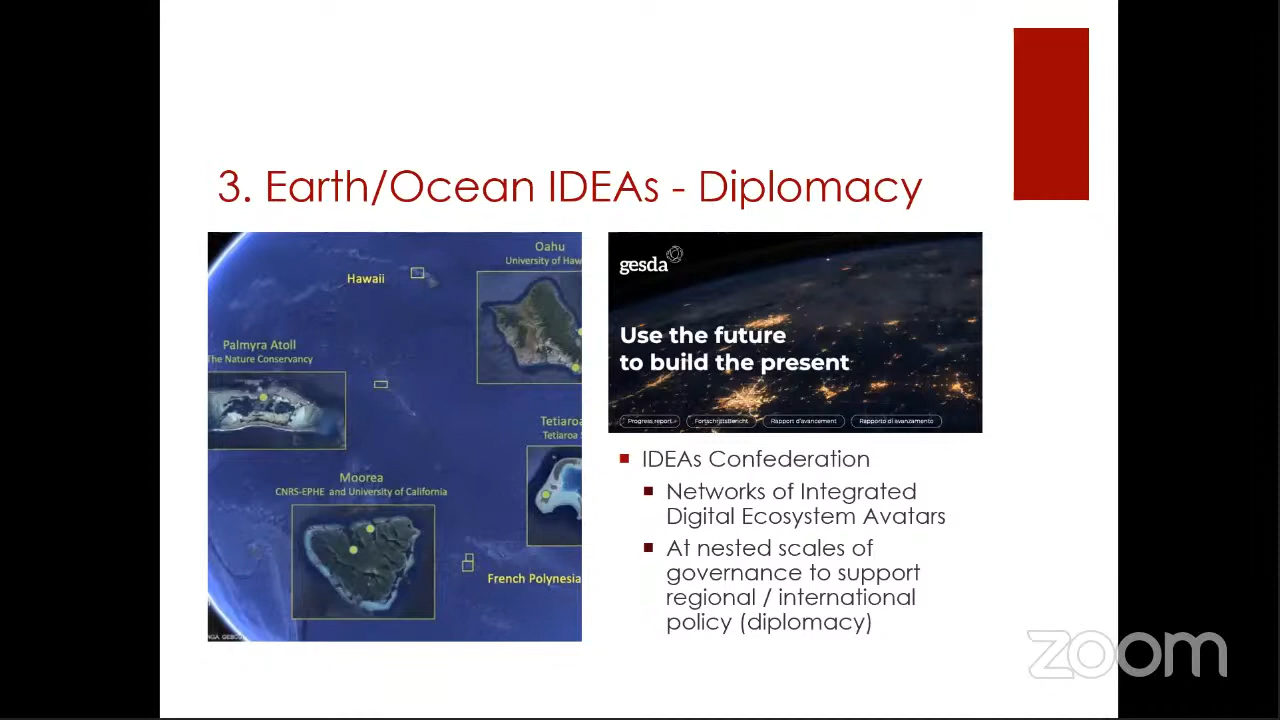 3. Earth/Ocean IDEAs - Diplomacy
Oahu
University of Haw
Hawaii
Palmyra Atoll
The Nature Conservancy
Tetiaroa
Tetiaroa S
Moorea
CNRS-EPHE and University of California
French Polynesia
gesda
Use the future
to build the present
Progress report
Fortschrittsbericht
Rapport d'avancement
Rapporto di avanzamento
IDEAs Confederation
Networks of Integrated
Digital Ecosystem Avatars
At nested scales of
governance to support
regional / international
policy (diplomacy)
zoom